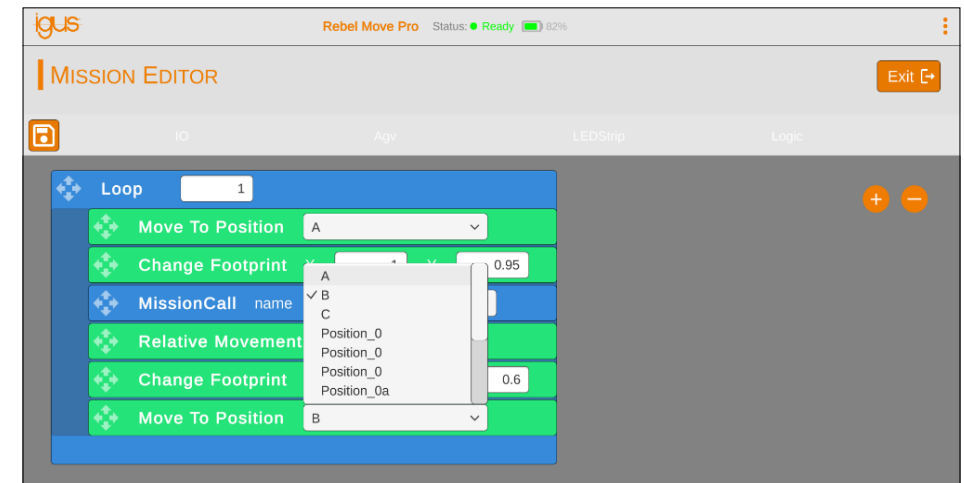 igus
Rebel Move Pro Status: Ready 82%
MISSION EDITOR
Exit
IO Agv LEDStrip Logic
Loop 1
Move To Position A
Change Footprint 0.95
MissionCall name
Relative Movement
Change Footprint 0.6
Move To Position B
A
B
C
Position_0
Position_0
Position_0
Position_0a